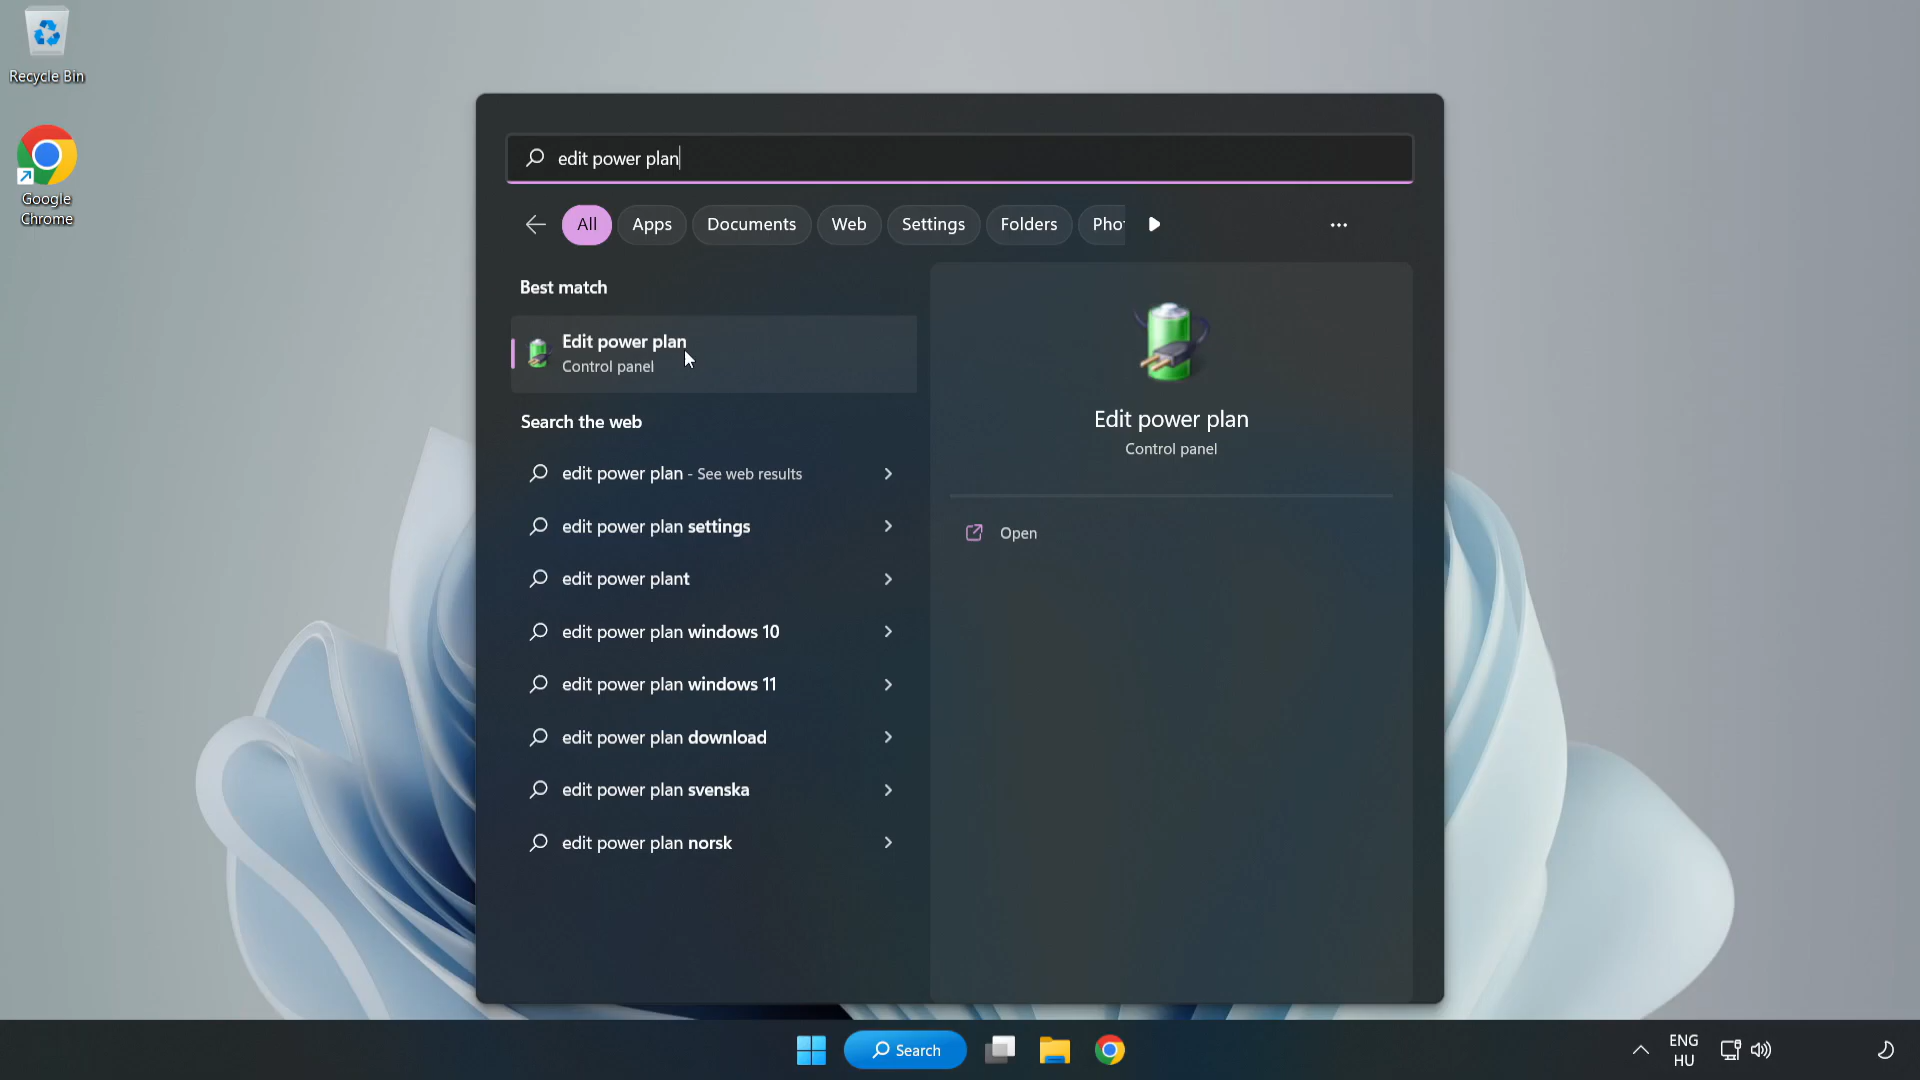 Recycle Bin
Google
Chrome
edit power plan
All Apps Documents Web Settings Folders Pho
Best match
Edit power plan
Control panel
Search the web
edit power plan - See web results
edit power plan settings
edit power plant
edit power plan windows 10
edit power plan windows 11
edit power plan download
edit power plan svenska
edit power plan norsk
Edit power plan
Control panel
Open
Search
ENG
HU